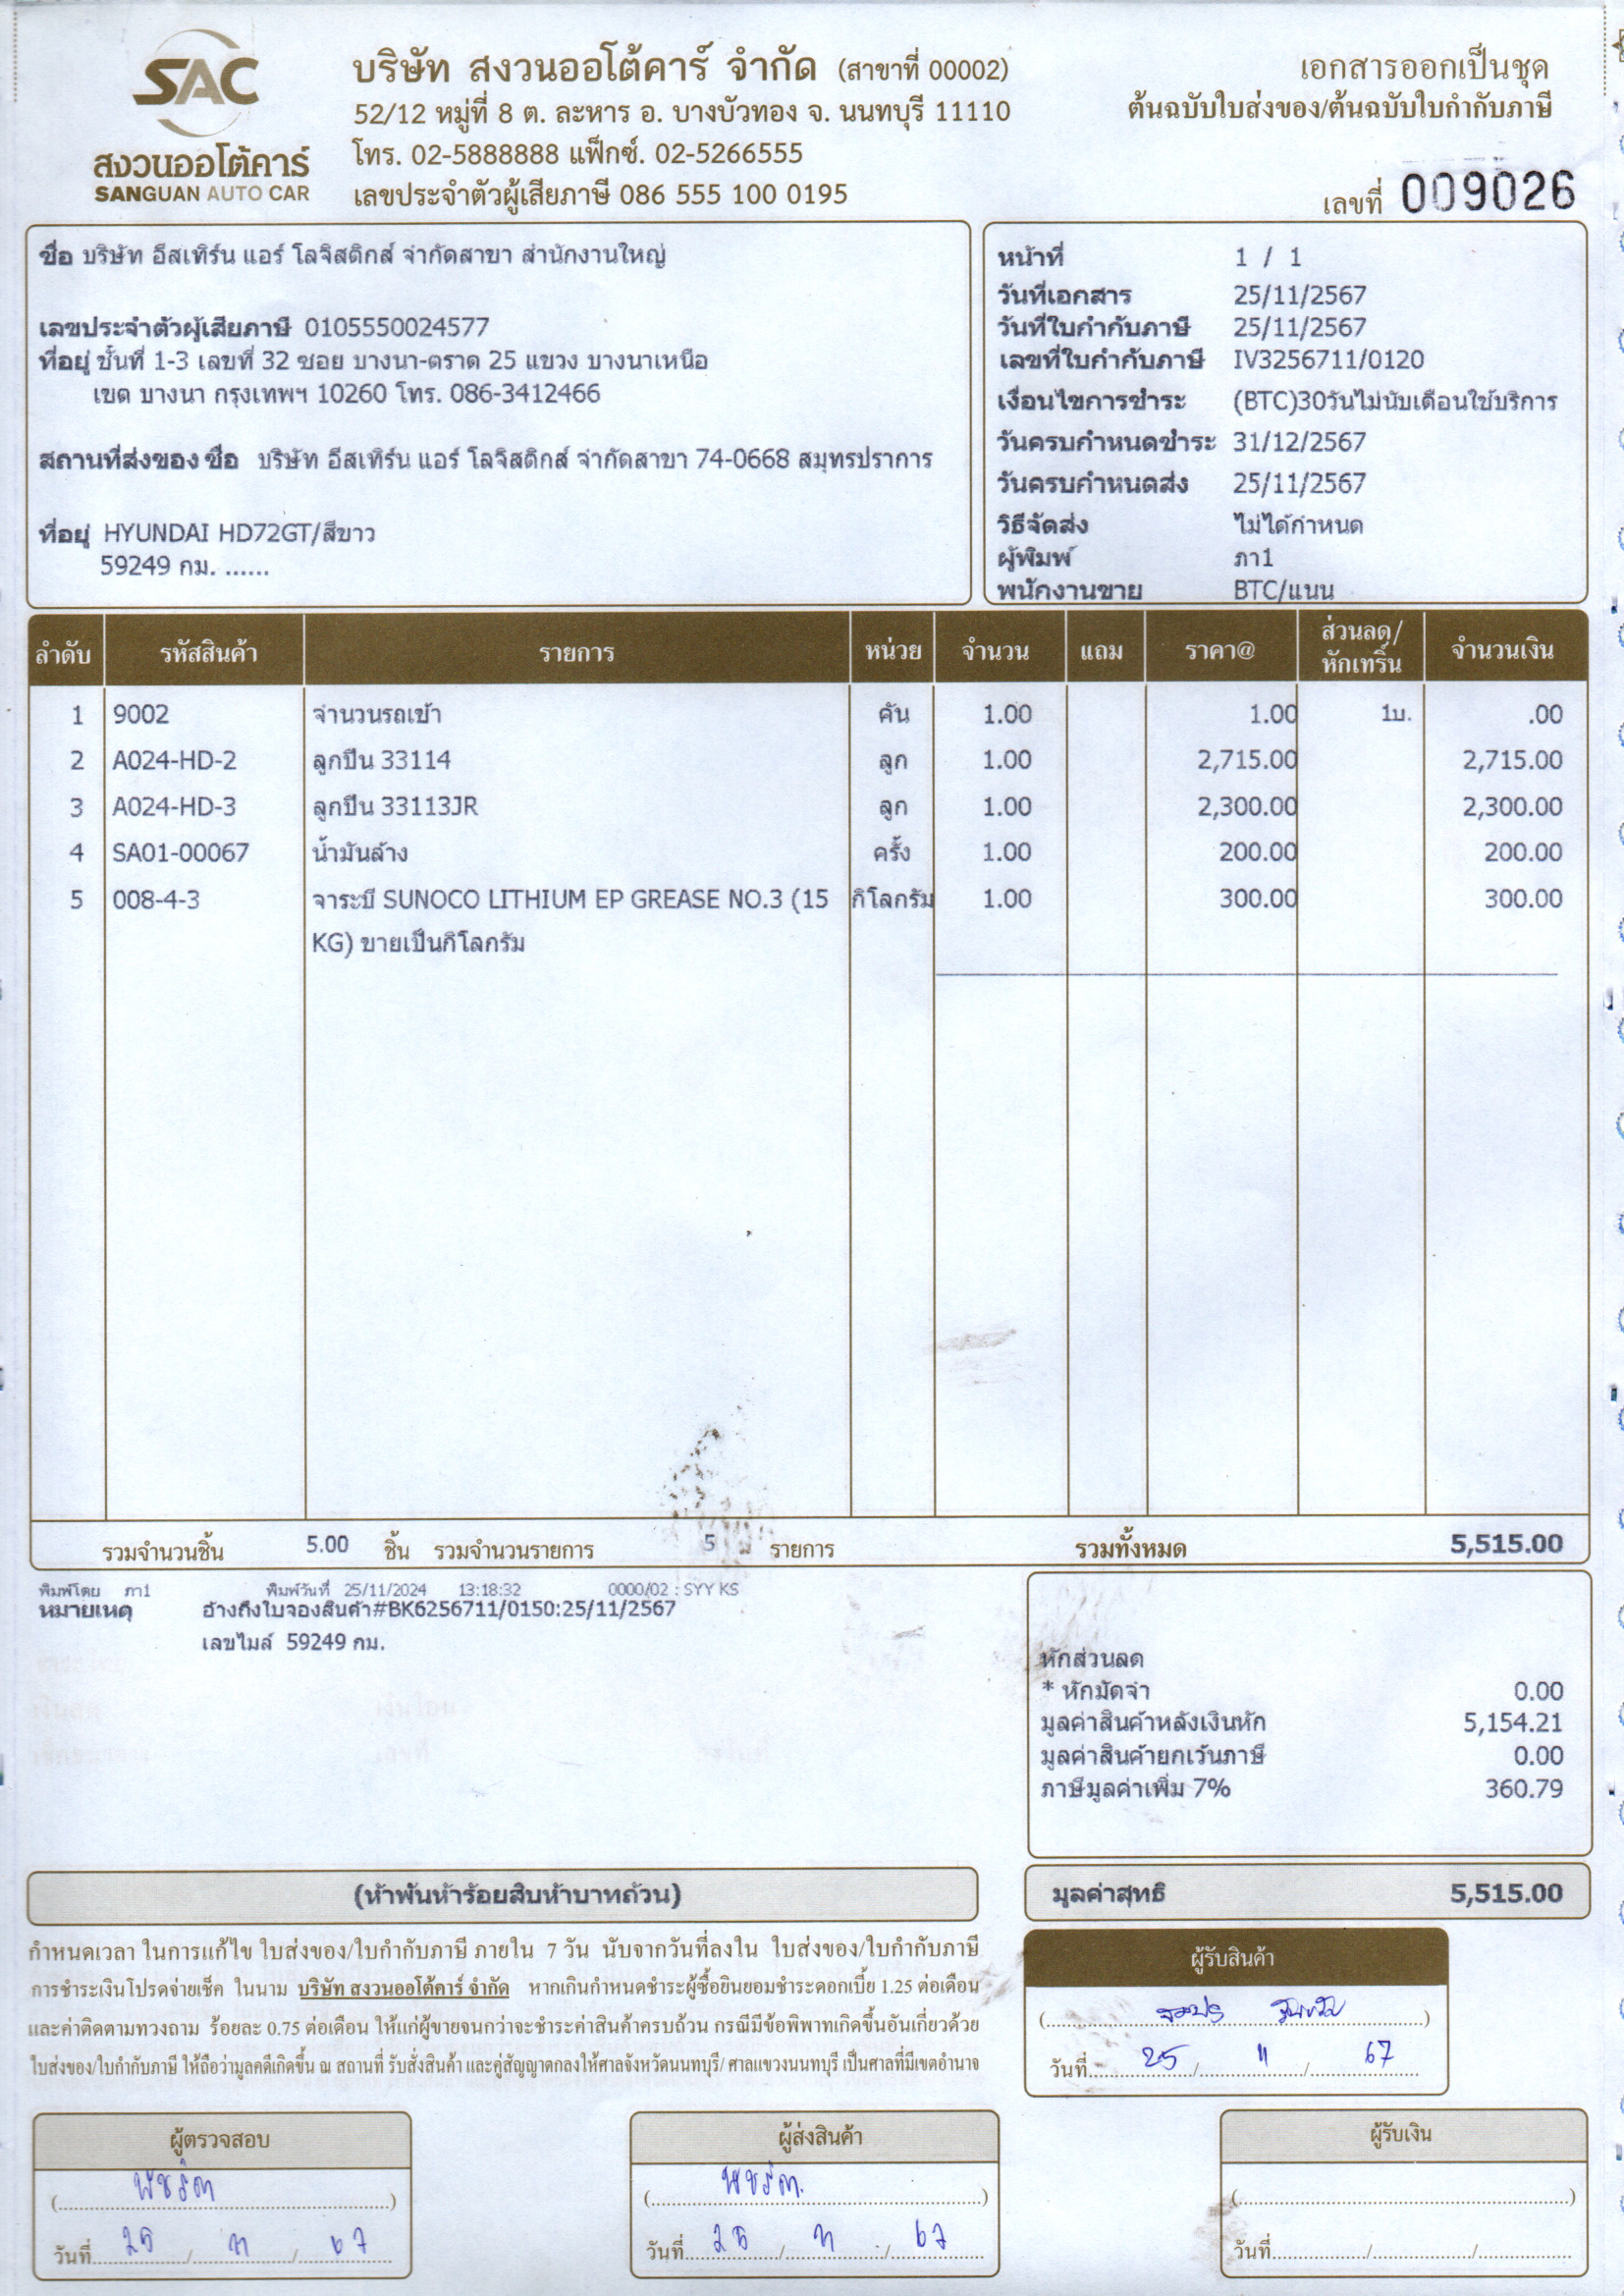 SAC
สงวนออโต้คาร์
SANGUAN AUTO CAR
บริษัท สงวนออโต้คาร์ จำกัด (สาขาที่ 00002)
52/12 หมู่ที่ 8 ต. ละหาร อ. บางบัวทอง จ. นนทบุรี 11110
โทร. 02-5888888 แฟ็กซ์. 02-5266555
เลขประจำตัวผู้เสียภาษี 086 555 100 0195
เอกสารออกเป็นชุด
ต้นฉบับใบส่งของ/ต้นฉบับใบกำกับภาษี
เลขที่ 009026
ชื่อ บริษัท อีสเทิร์น แอร์ โลจิสติกส์ จำกัดสาขา สำนักงานใหญ่
เลขประจำตัวผู้เสียภาษี 0105550024577
ที่อยู่ ชั้นที่ 1-3 เลขที่ 32 ซอย บางนา-ตราด 25 แขวง บางนาเหนือ
เขต บางนา กรุงเทพฯ 10260 โทร. 086-3412466
สถานที่ส่งของ ชื่อ บริษัท อีสเทิร์น แอร์ โลจิสติกส์ จำกัดสาขา 74-0668 สมุทรปราการ
ที่อยู่ HYUNDAI HD72GT/สีขาว
59249 กม. ......
หน้าที่ 1 / 1
วันที่เอกสาร 25/11/2567
วันที่ใบกำกับภาษี 25/11/2567
เลขที่ใบกำกับภาษี IV3256711/0120
เงื่อนไขการชำระ (BTC)30วันไม่นับเดือนใช้บริการ
วันครบกำหนดชำระ 31/12/2567
วันครบกำหนดส่ง 25/11/2567
วิธีจัดส่ง ไม่ได้กำหนด
ผู้พิมพ์ ภา1
พนักงานขาย BTC/แนน
ลำดับ รหัสสินค้า รายการ หน่วย จำนวน แถม ราคา@ ส่วนลด/หักเทริ์น จำนวนเงิน
1 9002 จำนวนรถเข้า คัน 1.00 1.00 1บ. .00
2 A024-HD-2 ลูกปืน 33114 ลูก 1.00 2,715.00 2,715.00
3 A024-HD-3 ลูกปืน 33113JR ลูก 1.00 2,300.00 2,300.00
4 SA01-00067 น้ำมันล้าง ครั้ง 1.00 200.00 200.00
5 008-4-3 จาระบี SUNOCO LITHIUM EP GREASE NO.3 (15 กิโลกรัม 1.00 300.00 300.00
KG) ขายเป็นกิโลกรัม
รวมจำนวนชิ้น 5.00 ชิ้น รวมจำนวนรายการ 5 รายการ รวมทั้งหมด 5,515.00
พิมพ์โดย ภา1 พิมพ์วันที่ 25/11/2024 13:18:32 0000/02 : SYY KS
หมายเหตุ อ้างถึงใบจองสินค้า#BK6256711/0150:25/11/2567
เลขไมล์ 59249 กม.
หักส่วนลด
* หักมัดจำ 0.00
มูลค่าสินค้าหลังเงินหัก 5,154.21
มูลค่าสินค้ายกเว้นภาษี 0.00
ภาษีมูลค่าเพิ่ม 7% 360.79
(ห้าพันห้าร้อยสิบห้าบาทถ้วน)
มูลค่าสุทธิ 5,515.00
กำหนดเวลา ในการแก้ไข ใบส่งของ/ใบกำกับภาษี ภายใน 7 วัน นับจากวันที่ลงใน ใบส่งของ/ใบกำกับภาษี
การชำระเงินโปรดจ่ายเช็ค ในนาม บริษัท สงวนออโต้คาร์ จำกัด หากเกินกำหนดชำระผู้ซื้อยินยอมชำระดอกเบี้ย 1.25 ต่อเดือน
และค่าติดตามทวงถาม ร้อยละ 0.75 ต่อเดือน ให้แก่ผู้ขายจนกว่าจะชำระค่าสินค้าครบถ้วน กรณีมีข้อพิพาทเกิดขึ้นอันเกี่ยวด้วย
ใบส่งของ/ใบกำกับภาษี ให้ถือว่ามูลคดีเกิดขึ้น ณ สถานที่ รับสั่งสินค้า และคู่สัญญาตกลงให้ศาลจังหวัดนนทบุรี/ ศาลแขวงนนทบุรี เป็นศาลที่มีเขตอำนาจ
ผู้รับสินค้า
วันที่ 25 / 11 / 67
ผู้ตรวจสอบ
(พัชรีดา)
วันที่ 25 / 11 / 67
ผู้ส่งสินค้า
(พัชรีดา)
วันที่ 25 / 11 / 67
ผู้รับเงิน
วันที่ / /